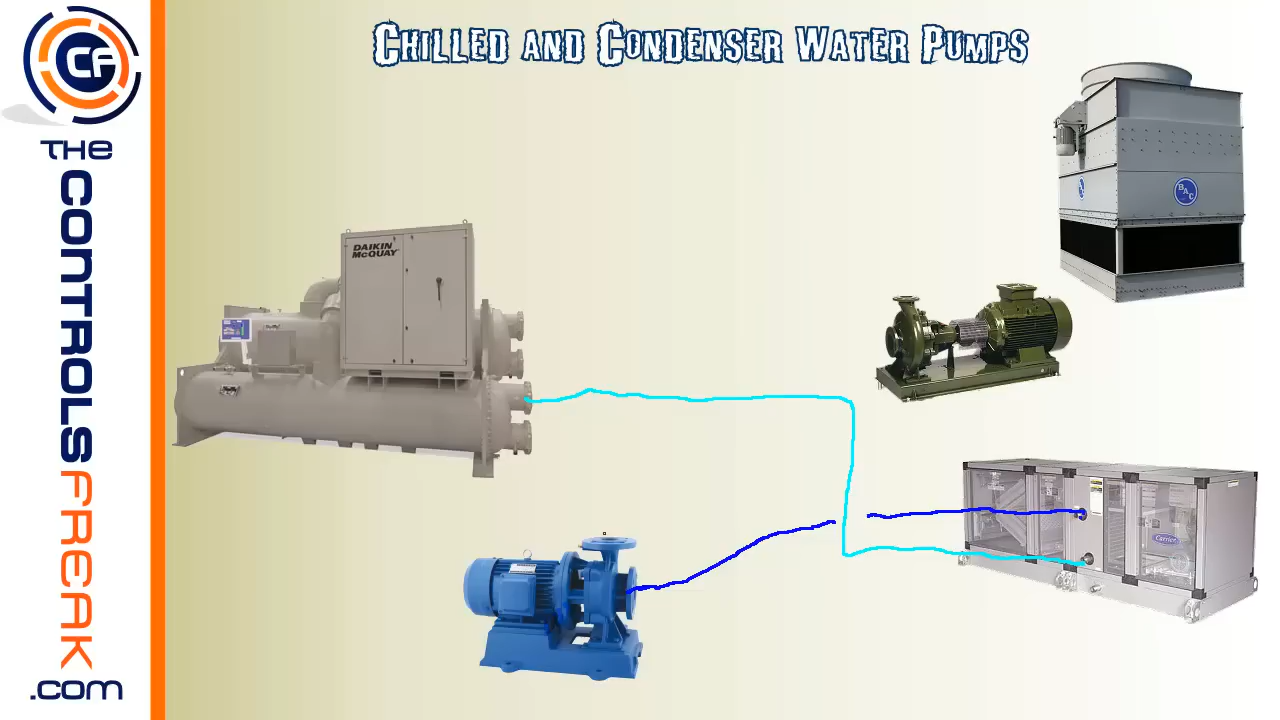 CHILLED AND CONDENSER WATER PUMPS
CF
THE
CONTROLS
FREAK
.COM
DAIKIN
McQUAY
BAC
Carrier